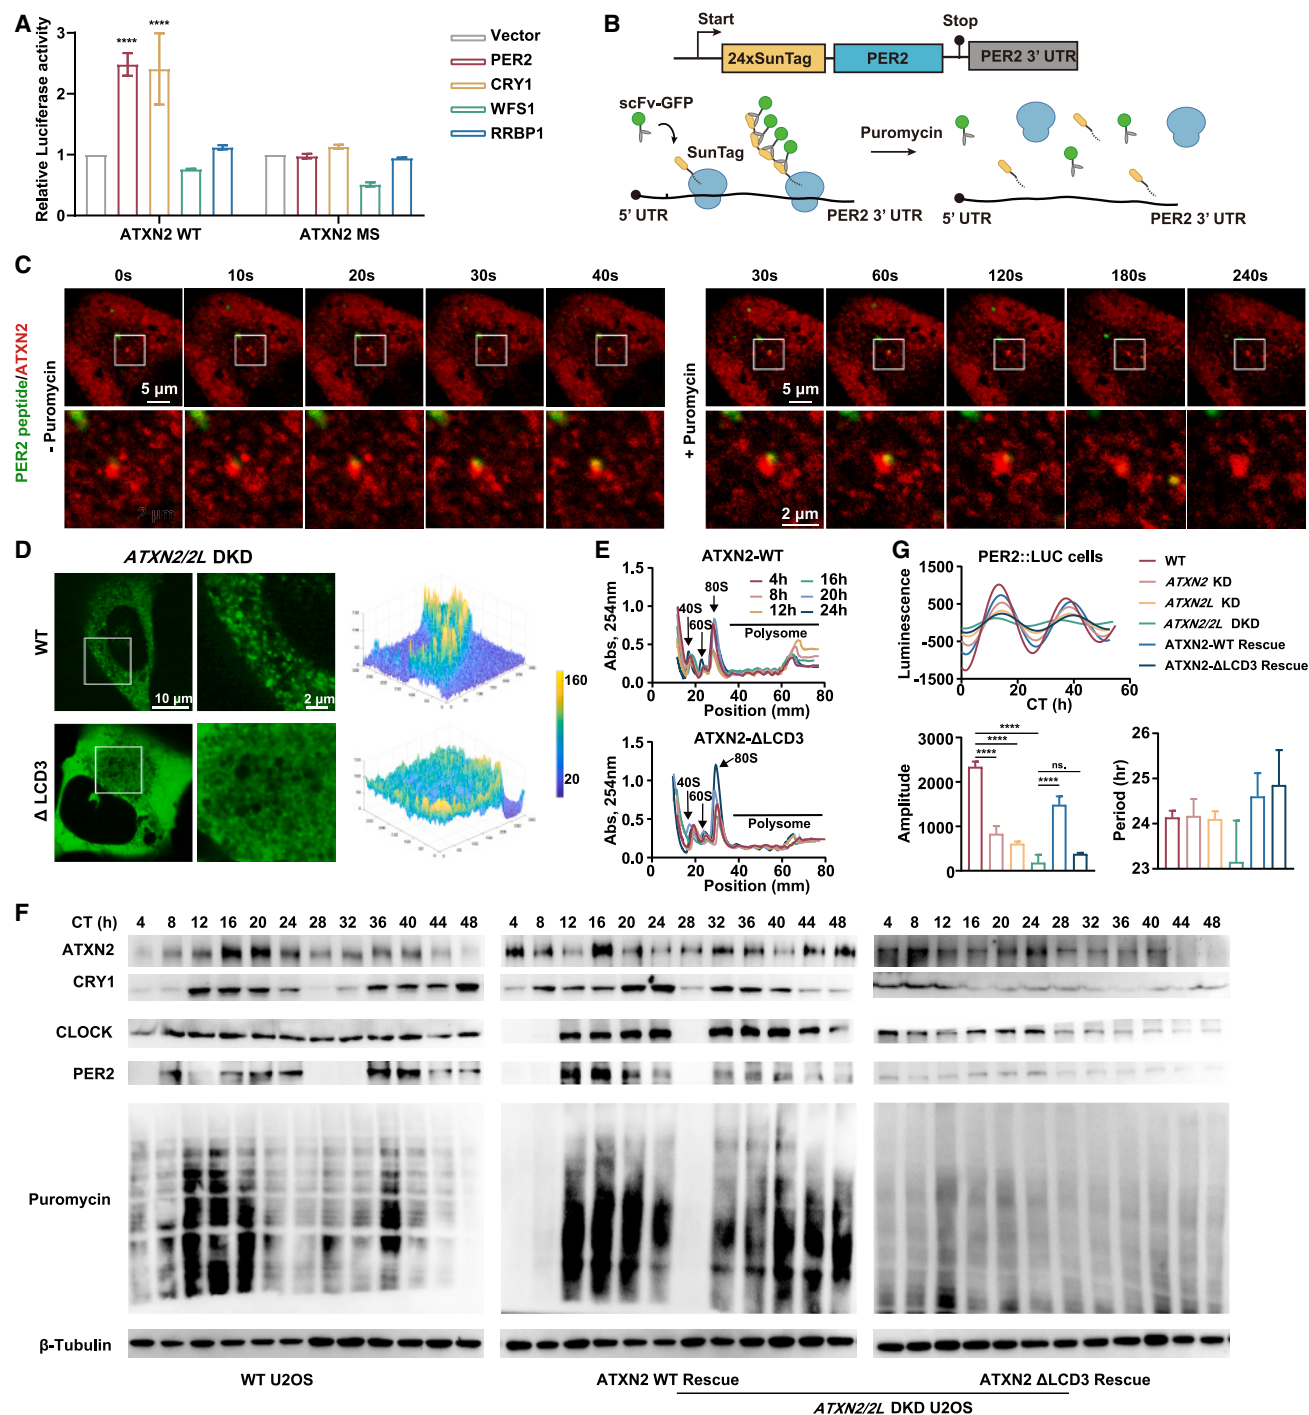 A
Relative Luciferase activity
3
2
1
0
****
****
ATXN2 WT
ATXN2 MS
Vector
PER2
CRY1
WFS1
RRBP1
B
Start
Stop
24xSunTag
PER2
PER2 3' UTR
scFv-GFP
SunTag
Puromycin
5' UTR
PER2 3' UTR
5' UTR
PER2 3' UTR
C
0s 10s 20s 30s 40s
30s 60s 120s 180s 240s
PER2 peptide/ATXN2
- Puromycin
+ Puromycin
5 μm
2 μm
5 μm
2 μm
D
ATXN2/2L DKD
WT
Δ LCD3
10 μm
2 μm
160
20
E
ATXN2-WT
Abs, 254nm
1.5
1.0
0.5
0.0
40S
60S
80S
4h
8h
12h
16h
20h
24h
Polysome
0 20 40 60 80
Position (mm)
ATXN2-ΔLCD3
Abs, 254nm
1.5
1.0
0.5
0.0
40S
60S
80S
Polysome
0 20 40 60 80
Position (mm)
G
PER2::LUC cells
Luminescence
1500
500
-500
-1500
0 20 40 60
CT (h)
WT
ATXN2 KD
ATXN2L KD
ATXN2/2L DKD
ATXN2-WT Rescue
ATXN2-ΔLCD3 Rescue
Amplitude
3000
2000
1000
0
****
****
****
ns.
****
Period (hr)
26
25
24
23
F
CT (h) 4 8 12 16 20 24 28 32 36 40 44 48
4 8 12 16 20 24 28 32 36 40 44 48
4 8 12 16 20 24 28 32 36 40 44 48
ATXN2
CRY1
CLOCK
PER2
Puromycin
β-Tubulin
WT U2OS
ATXN2 WT Rescue
ATXN2 ΔLCD3 Rescue
ATXN2/2L DKD U2OS